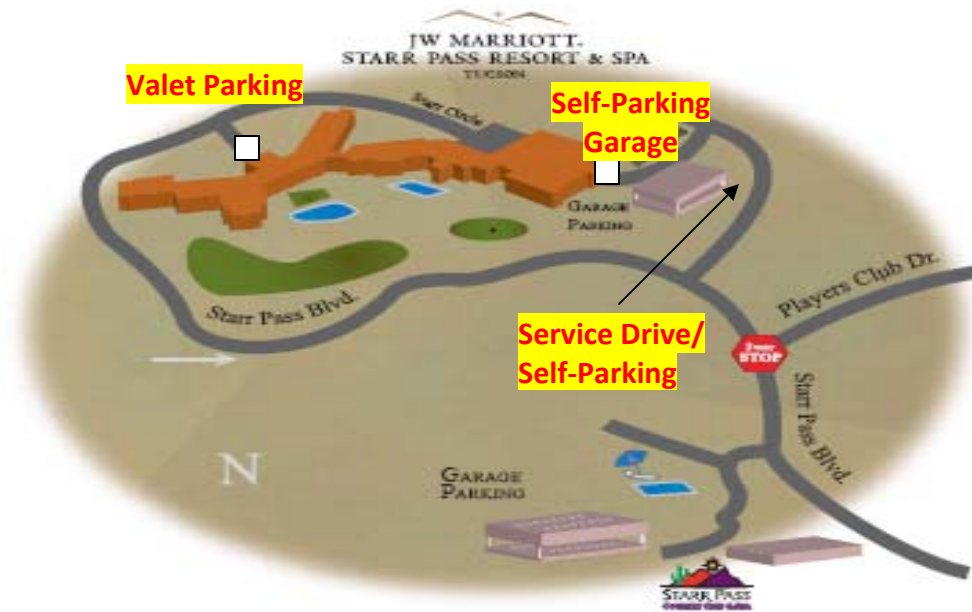 JW MARRIOTT.
STARR PASS RESORT & SPA
TUCSON
Valet Parking
Starr Circle
Self-Parking
Garage
GARAGE
PARKING
Players Club Dr.
Starr Pass Blvd.
Service Drive/
Self-Parking
STOP
Starr Pass Blvd.
N
GARAGE
PARKING
STARR PASS